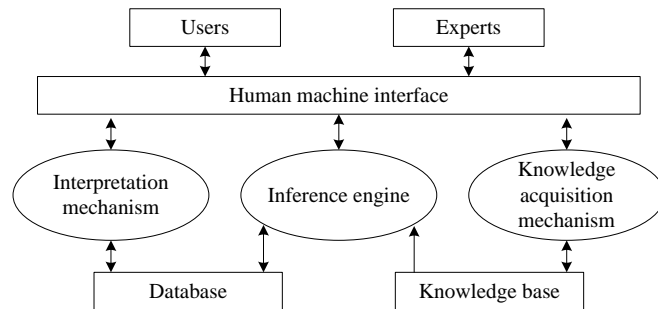 Users
Experts
Human machine interface
Interpretation
mechanism
Inference engine
Knowledge
acquisition
mechanism
Database
Knowledge base